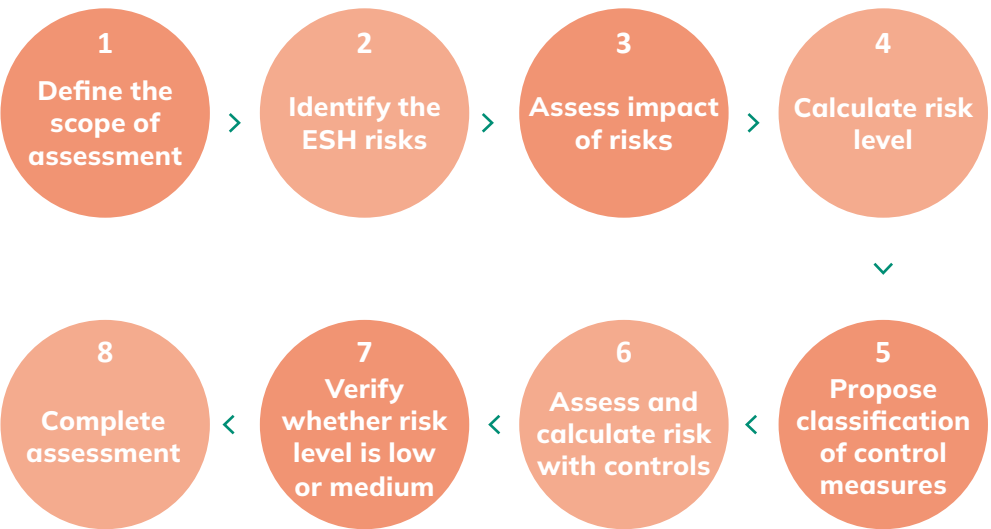 1
Define the
scope of
assessment
2
Identify the
ESH risks
3
Assess impact
of risks
4
Calculate risk
level
5
Propose
classification
of control
measures
6
Assess and
calculate risk
with controls
7
Verify
whether risk
level is low
or medium
8
Complete
assessment